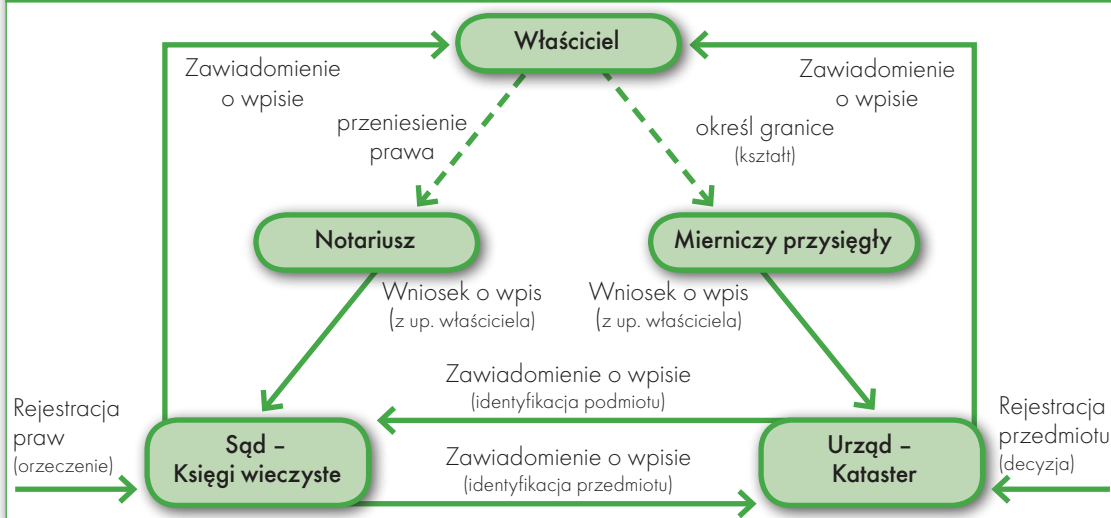 Właściciel
Zawiadomienie
o wpisie
Zawiadomienie
o wpisie
przeniesienie
prawa
określ granice
(kształt)
Notariusz
Mierniczy przysięgły
Wniosek o wpis
(z up. właściciela)
Wniosek o wpis
(z up. właściciela)
Zawiadomienie o wpisie
(identyfikacja podmiotu)
Rejestracja
praw
(orzeczenie)
Sąd –
Księgi wieczyste
Zawiadomienie o wpisie
(identyfikacja przedmiotu)
Urząd –
Kataster
Rejestracja
przedmiotu
(decyzja)